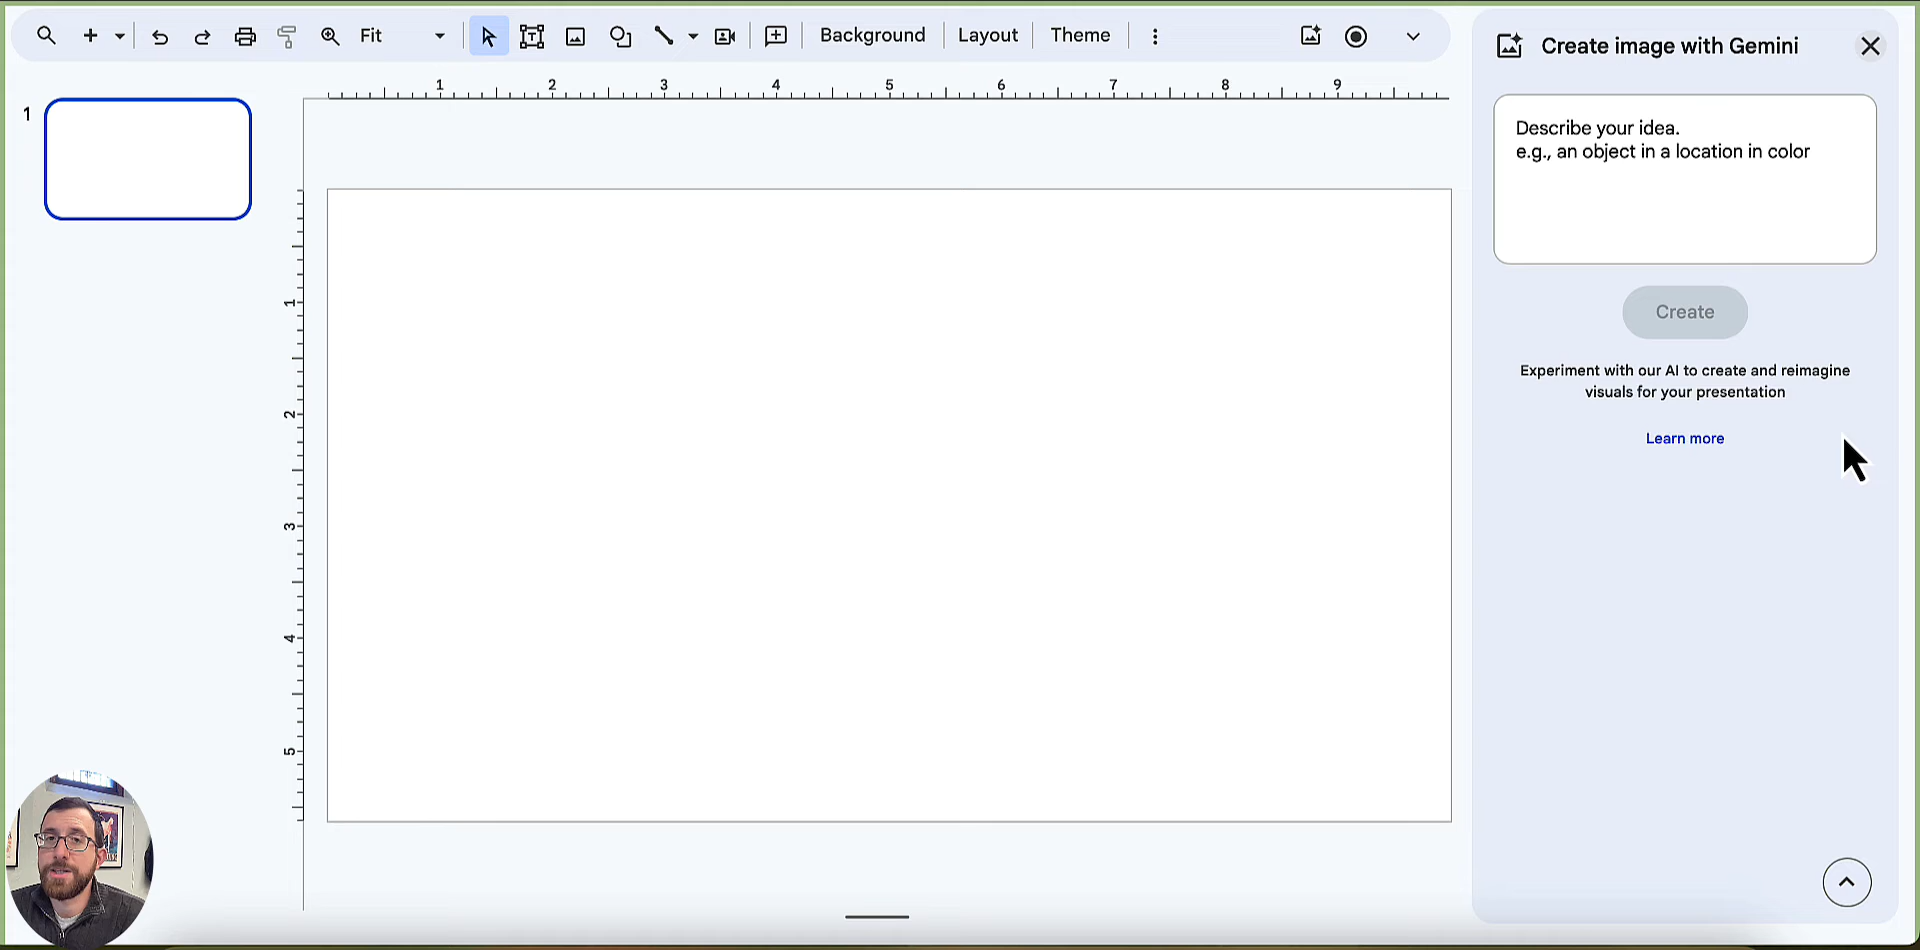 Fit
Background
Layout
Theme
Create image with Gemini
1 2 3 4 5 6 7 8 9
1
Describe your idea.
e.g., an object in a location in color
Create
Experiment with our AI to create and reimagine
visuals for your presentation
Learn more
1
2
3
4
5